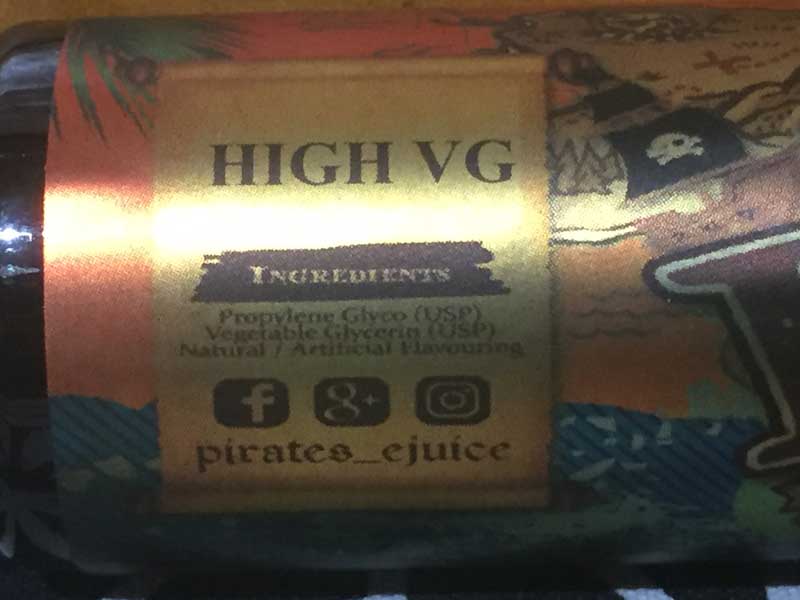 HIGH VG
INGREDIENTS
Propylene Glyco (USP)
Vegetable Glycerin (USP)
Natural / Artificial Flavouring
f g+
pirates_ejuice